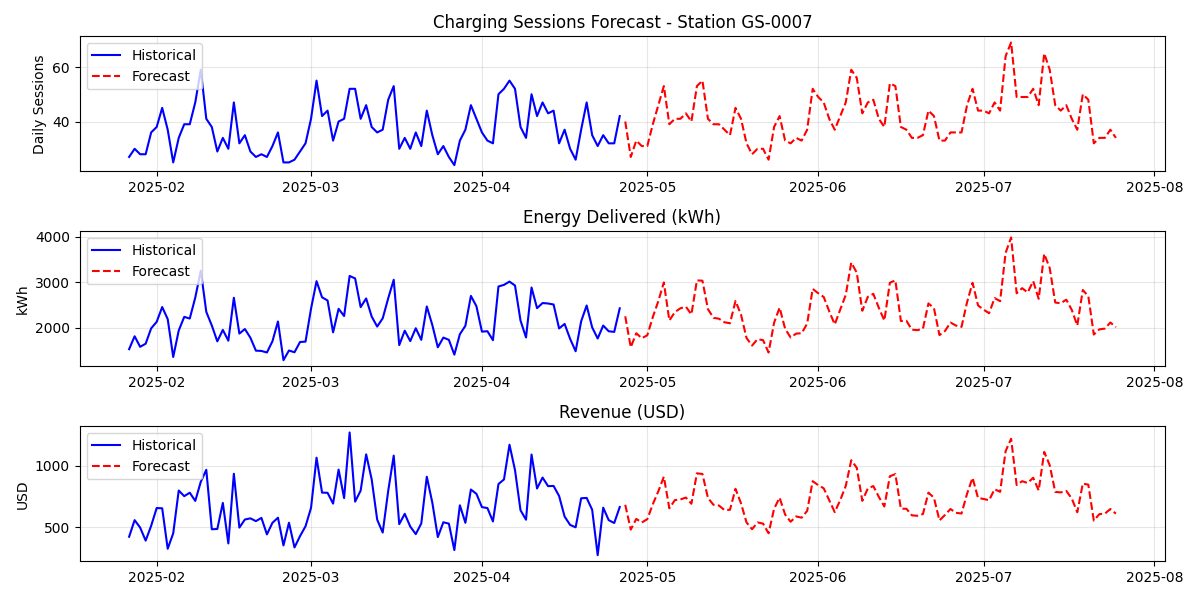 Charging Sessions Forecast - Station GS-0007
Daily Sessions
60
40
Historical
Forecast
2025-02
2025-03
2025-04
2025-05
2025-06
2025-07
2025-08
Energy Delivered (kWh)
kWh
4000
3000
2000
Historical
Forecast
2025-02
2025-03
2025-04
2025-05
2025-06
2025-07
2025-08
Revenue (USD)
USD
1000
500
Historical
Forecast
2025-02
2025-03
2025-04
2025-05
2025-06
2025-07
2025-08